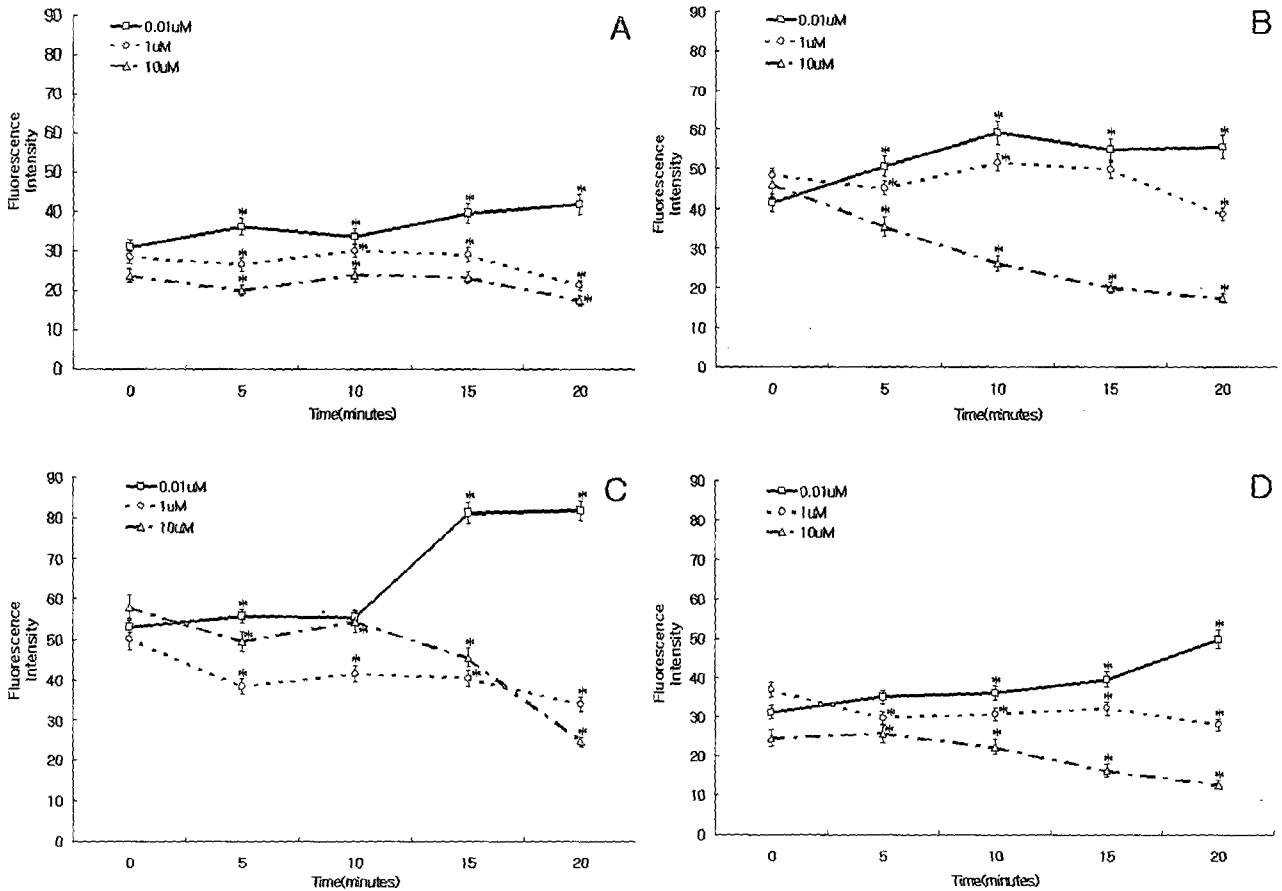 A
0.01uM
1uM
10uM
Fluorescence
Intensity
90
80
70
60
50
40
30
20
10
0
0 5 10 15 20
Time(minutes)
* * * * * * * * * * *
B
0.01uM
1uM
10uM
Fluorescence
Intensity
90
80
70
60
50
40
30
20
10
0
0 5 10 15 20
Time(minutes)
* * * * * * * * * * *
C
0.01uM
1uM
10uM
Fluorescence
Intensity
90
80
70
60
50
40
30
20
10
0
0 5 10 15 20
Time(minutes)
* * * * * * * * * * *
D
0.01uM
1uM
10uM
Fluorescence
Intensity
90
80
70
60
50
40
30
20
10
0
0 5 10 15 20
Time(minutes)
* * * * * * * * * * *